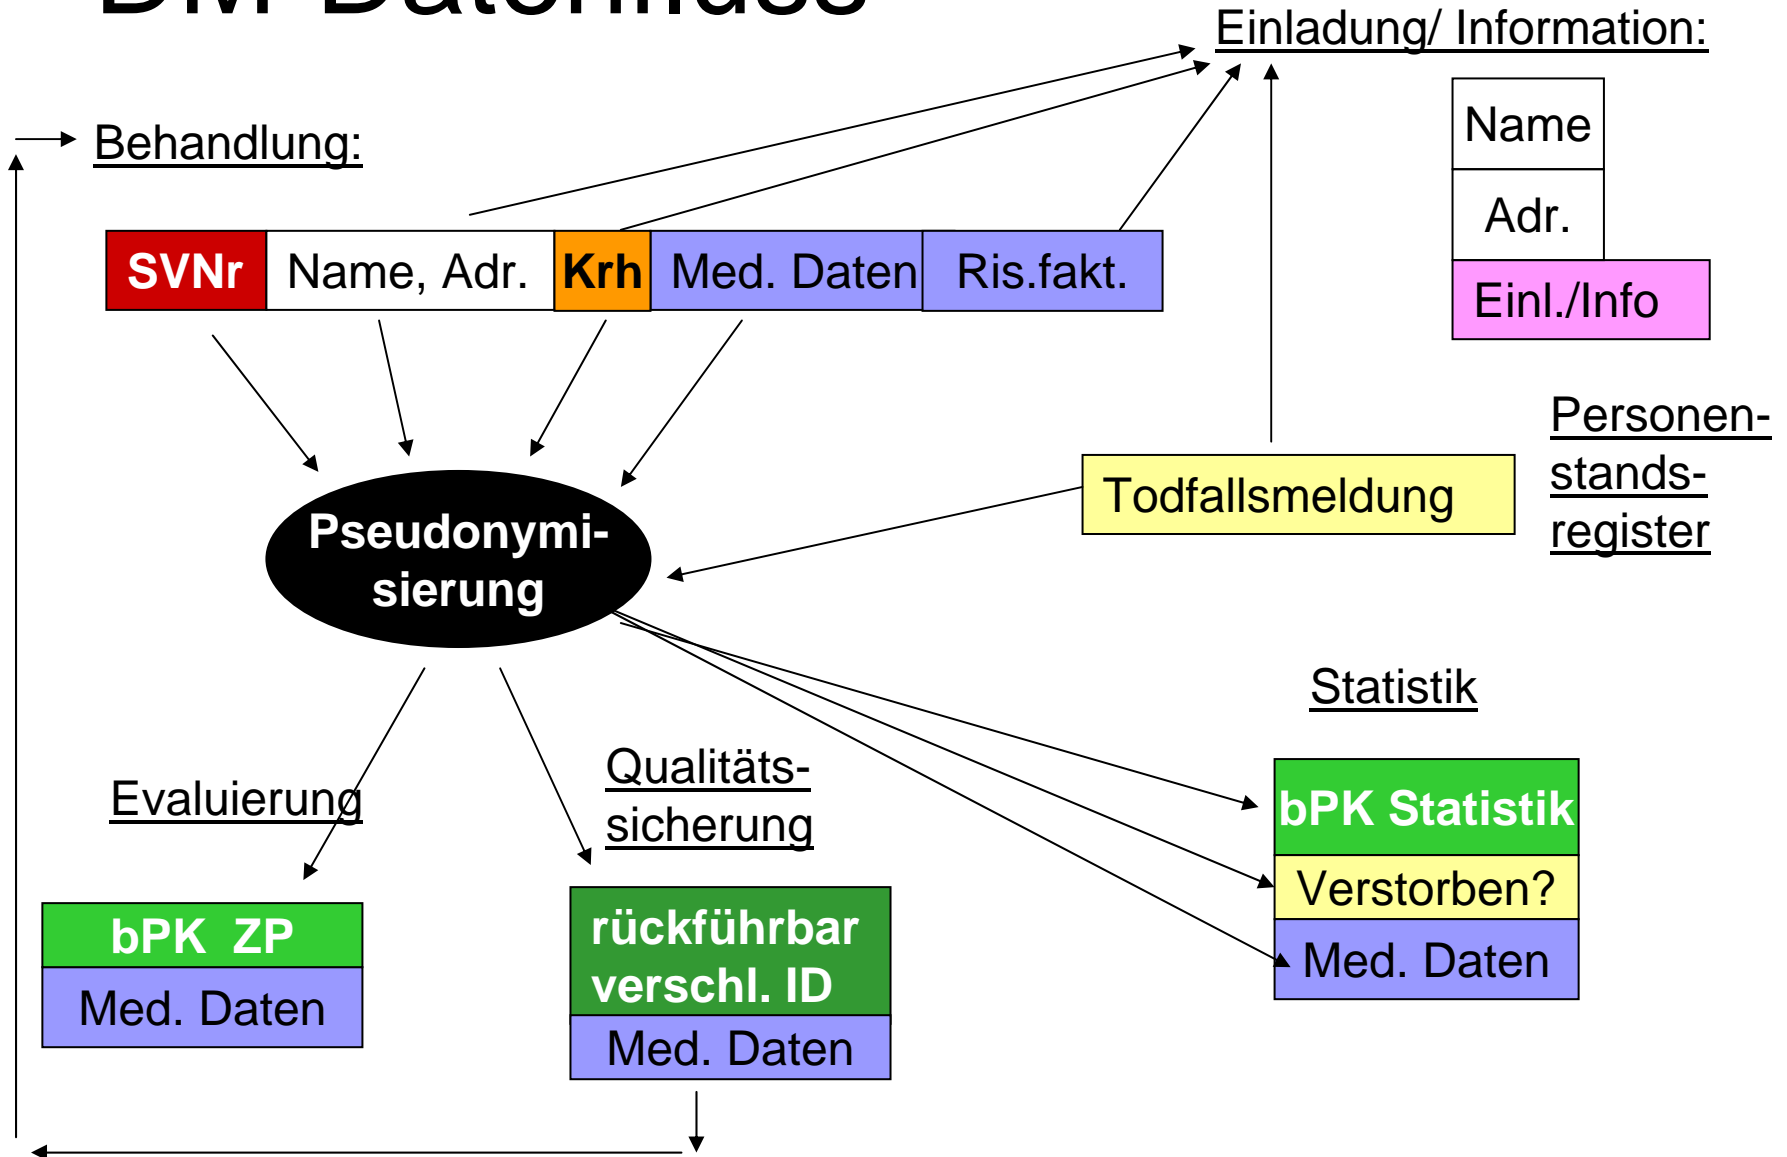 DM Datenfluss
Einladung/ Information:
Behandlung:
Name
Adr.
Einl./Info
SVNr
Name, Adr.
Krh
Med. Daten
Ris.fakt.
Personen-
stands-
register
Todfallsmeldung
Pseudonymi-
sierung
Statistik
Evaluierung
Qualitäts-
sicherung
bPK Statistik
Verstorben?
Med. Daten
bPK ZP
Med. Daten
rückführbar
verschl. ID
Med. Daten